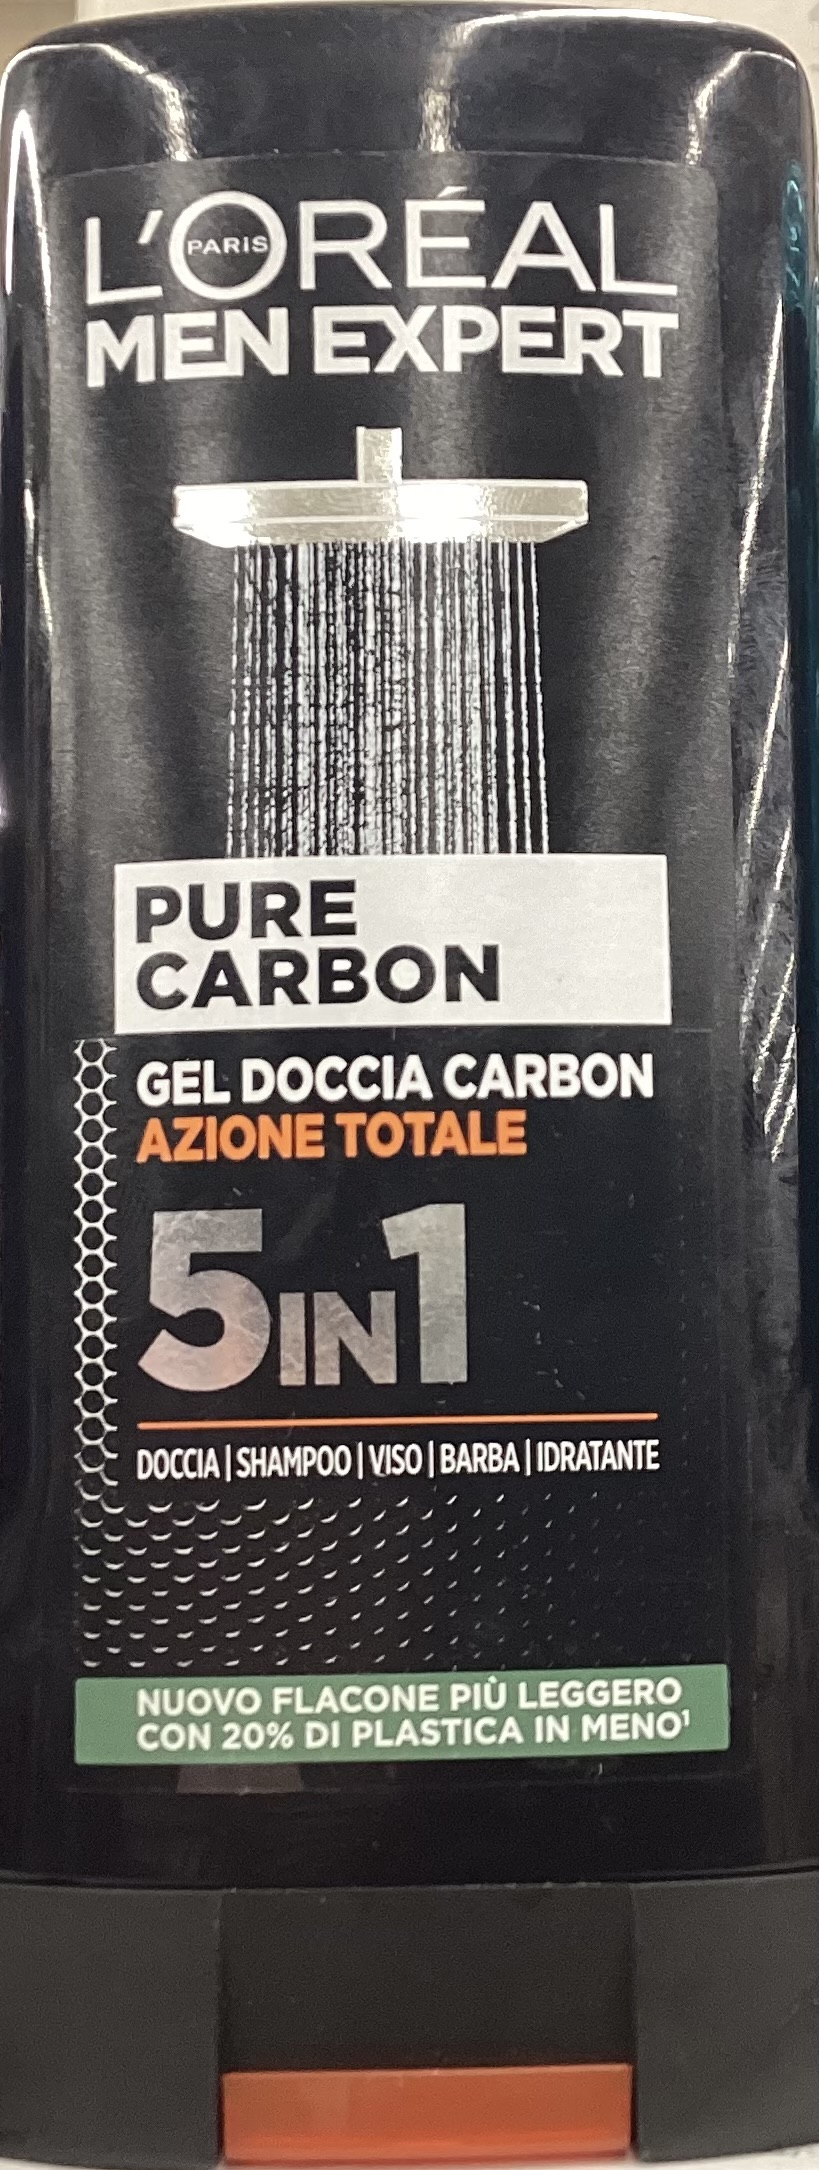 L'ORÉAL
PARIS
MEN EXPERT
PURE
CARBON
GEL DOCCIA CARBON
AZIONE TOTALE
5IN1
DOCCIA | SHAMPOO | VISO | BARBA | IDRATANTE
NUOVO FLACONE PIÙ LEGGERO
CON 20% DI PLASTICA IN MENO¹